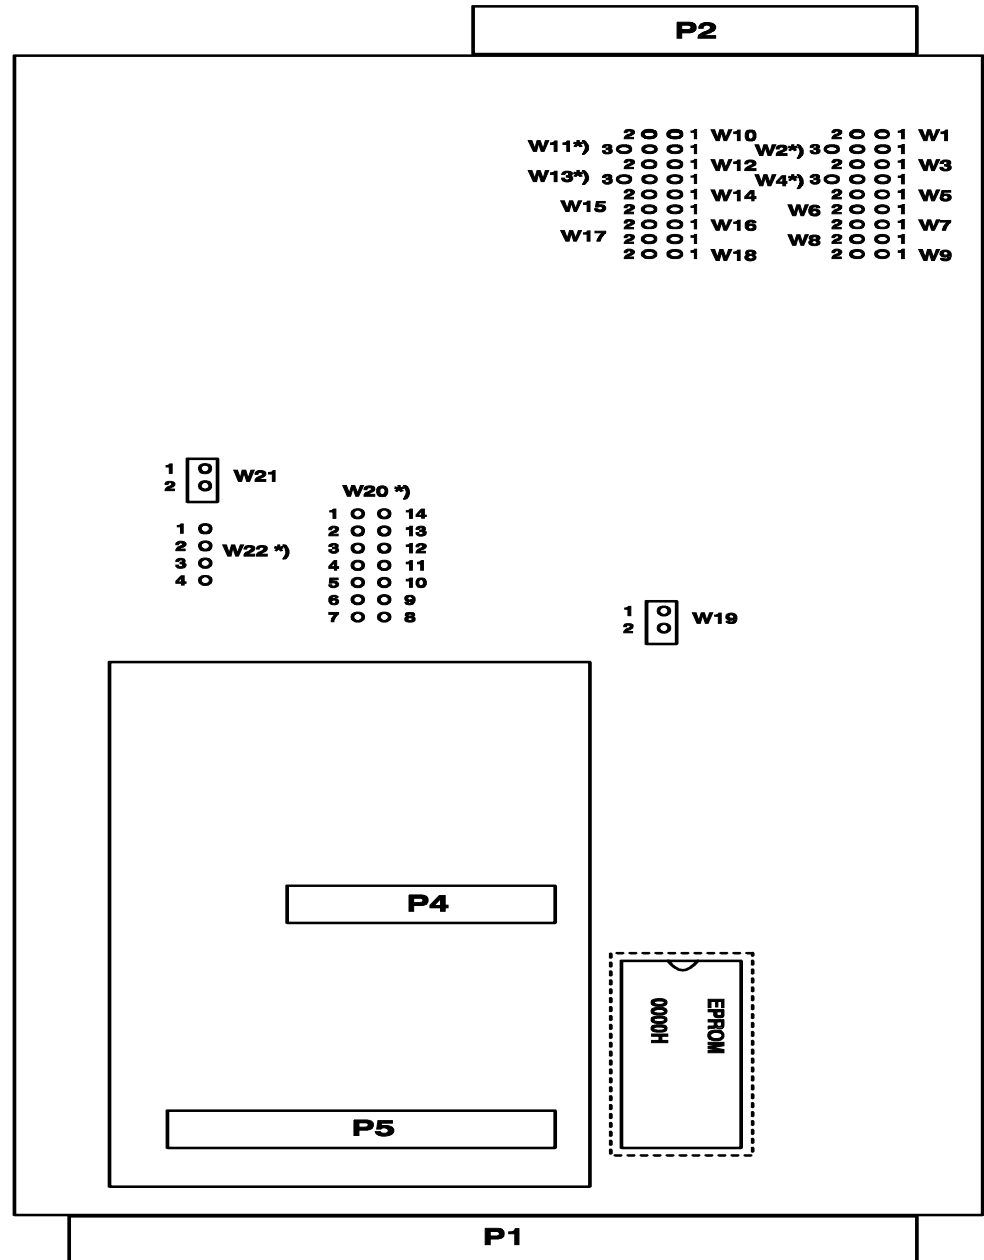 P2
2 1 W10 2 1 W1
W11*) 3 1 W2*) 3 1
2 1 W12 2 1 W3
W13*) 3 1 W4*) 3 1
2 1 W14 2 1 W5
W15 2 1 W6 2 1
2 1 W16 2 1 W7
W17 2 1 W8 2 1
2 1 W18 2 1 W9
1
2
W21
W20 *)
1 14
2 13
3 12
4 11
5 10
6 9
7 8
1
2
3
4
W22 *)
1
2
W19
P4
EPROM
0000H
P5
P1